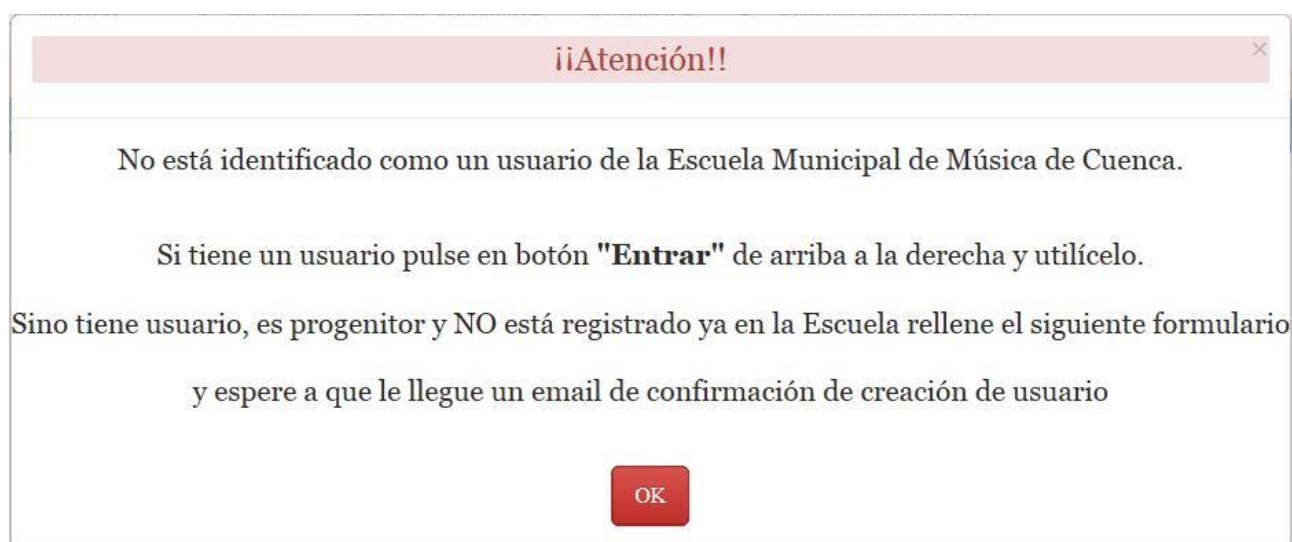 ¡¡Atención!!
×
No está identificado como un usuario de la Escuela Municipal de Música de Cuenca.
Si tiene un usuario pulse en botón "Entrar" de arriba a la derecha y utilícelo.
Sino tiene usuario, es progenitor y NO está registrado ya en la Escuela rellene el siguiente formulario
y espere a que le llegue un email de confirmación de creación de usuario
OK